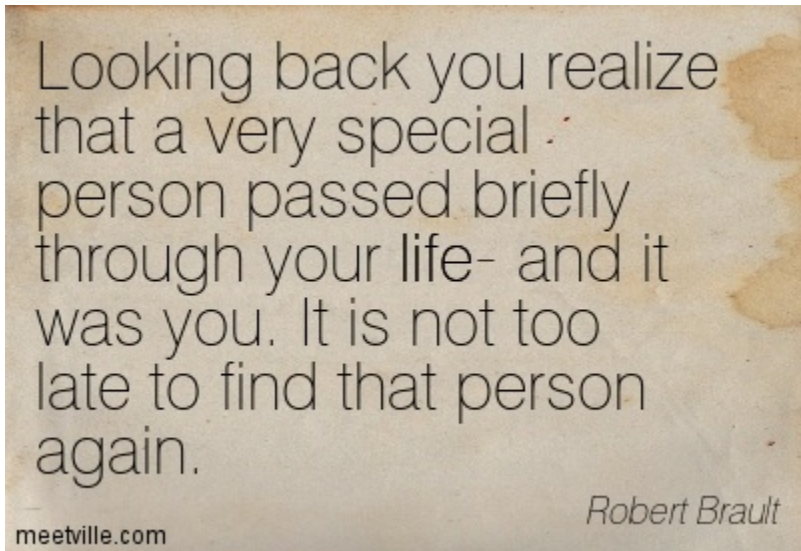 Looking back you realize
that a very special
person passed briefly
through your life- and it
was you. It is not too
late to find that person
again.
Robert Brault
meetville.com